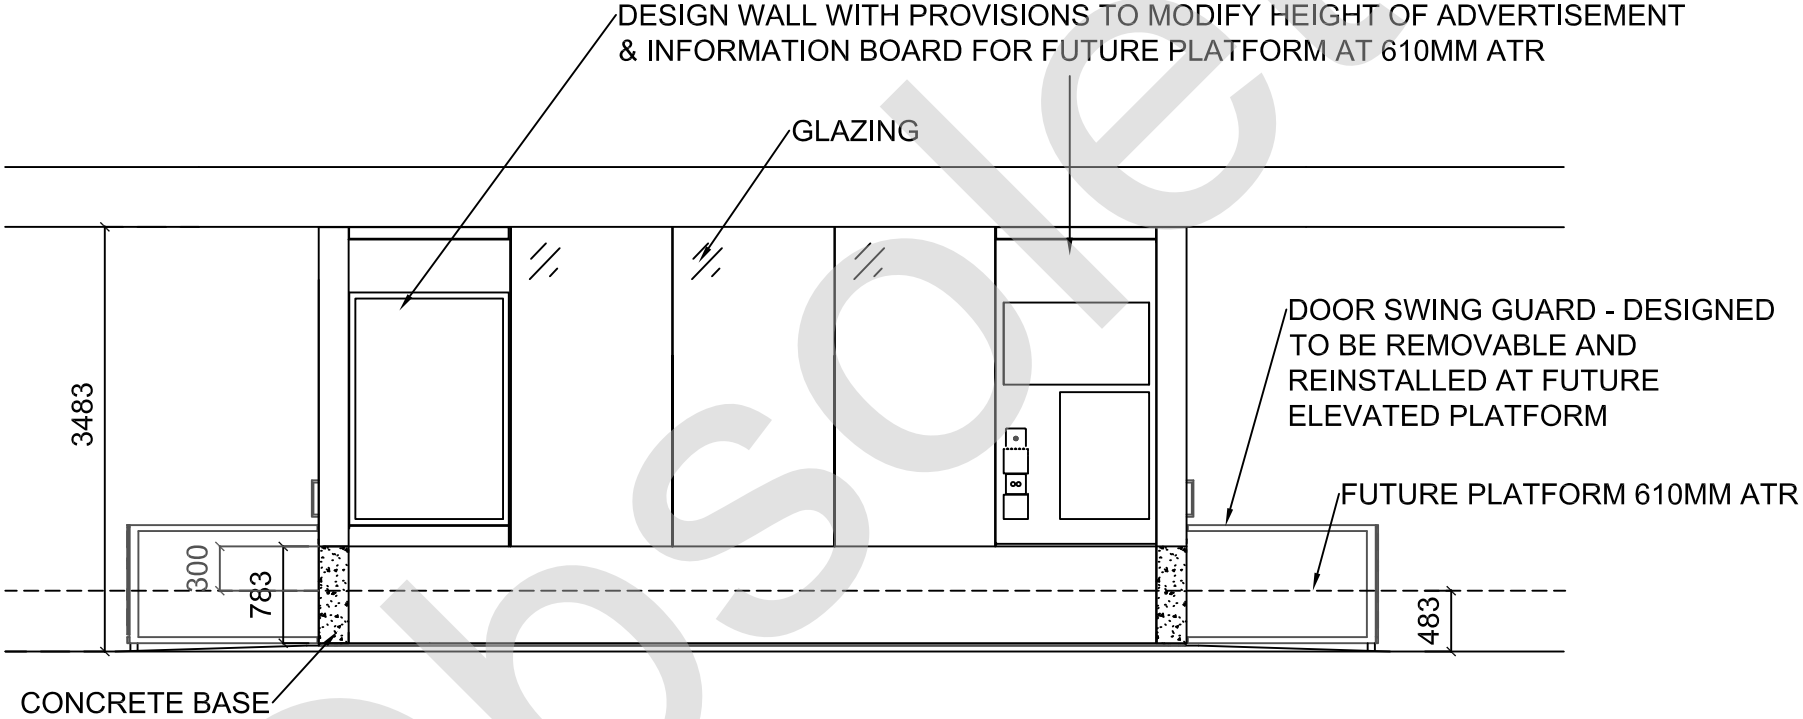 DESIGN WALL WITH PROVISIONS TO MODIFY HEIGHT OF ADVERTISEMENT
& INFORMATION BOARD FOR FUTURE PLATFORM AT 610MM ATR
GLAZING
DOOR SWING GUARD - DESIGNED
TO BE REMOVABLE AND
REINSTALLED AT FUTURE
ELEVATED PLATFORM
3483
FUTURE PLATFORM 610MM ATR
300
783
483
CONCRETE BASE
obsolet